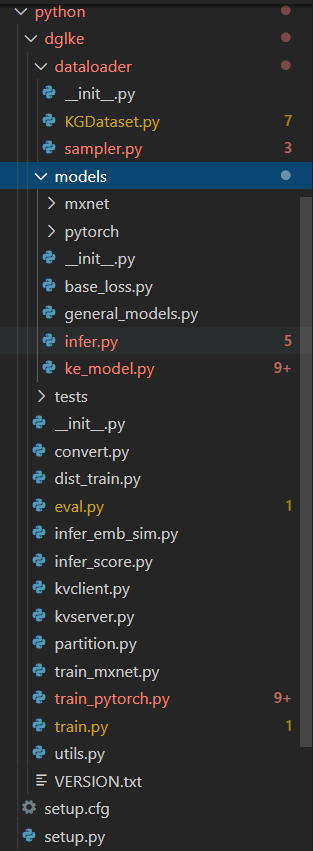 python
dglke
dataloader
__init__.py
KGDataset.py 7
sampler.py 3
models
mxnet
pytorch
__init__.py
base_loss.py
general_models.py
infer.py 5
ke_model.py 9+
tests
__init__.py
convert.py
dist_train.py
eval.py 1
infer_emb_sim.py
infer_score.py
kvclient.py
kvserver.py
partition.py
train_mxnet.py
train_pytorch.py 9+
train.py 1
utils.py
VERSION.txt
setup.cfg
setup.py